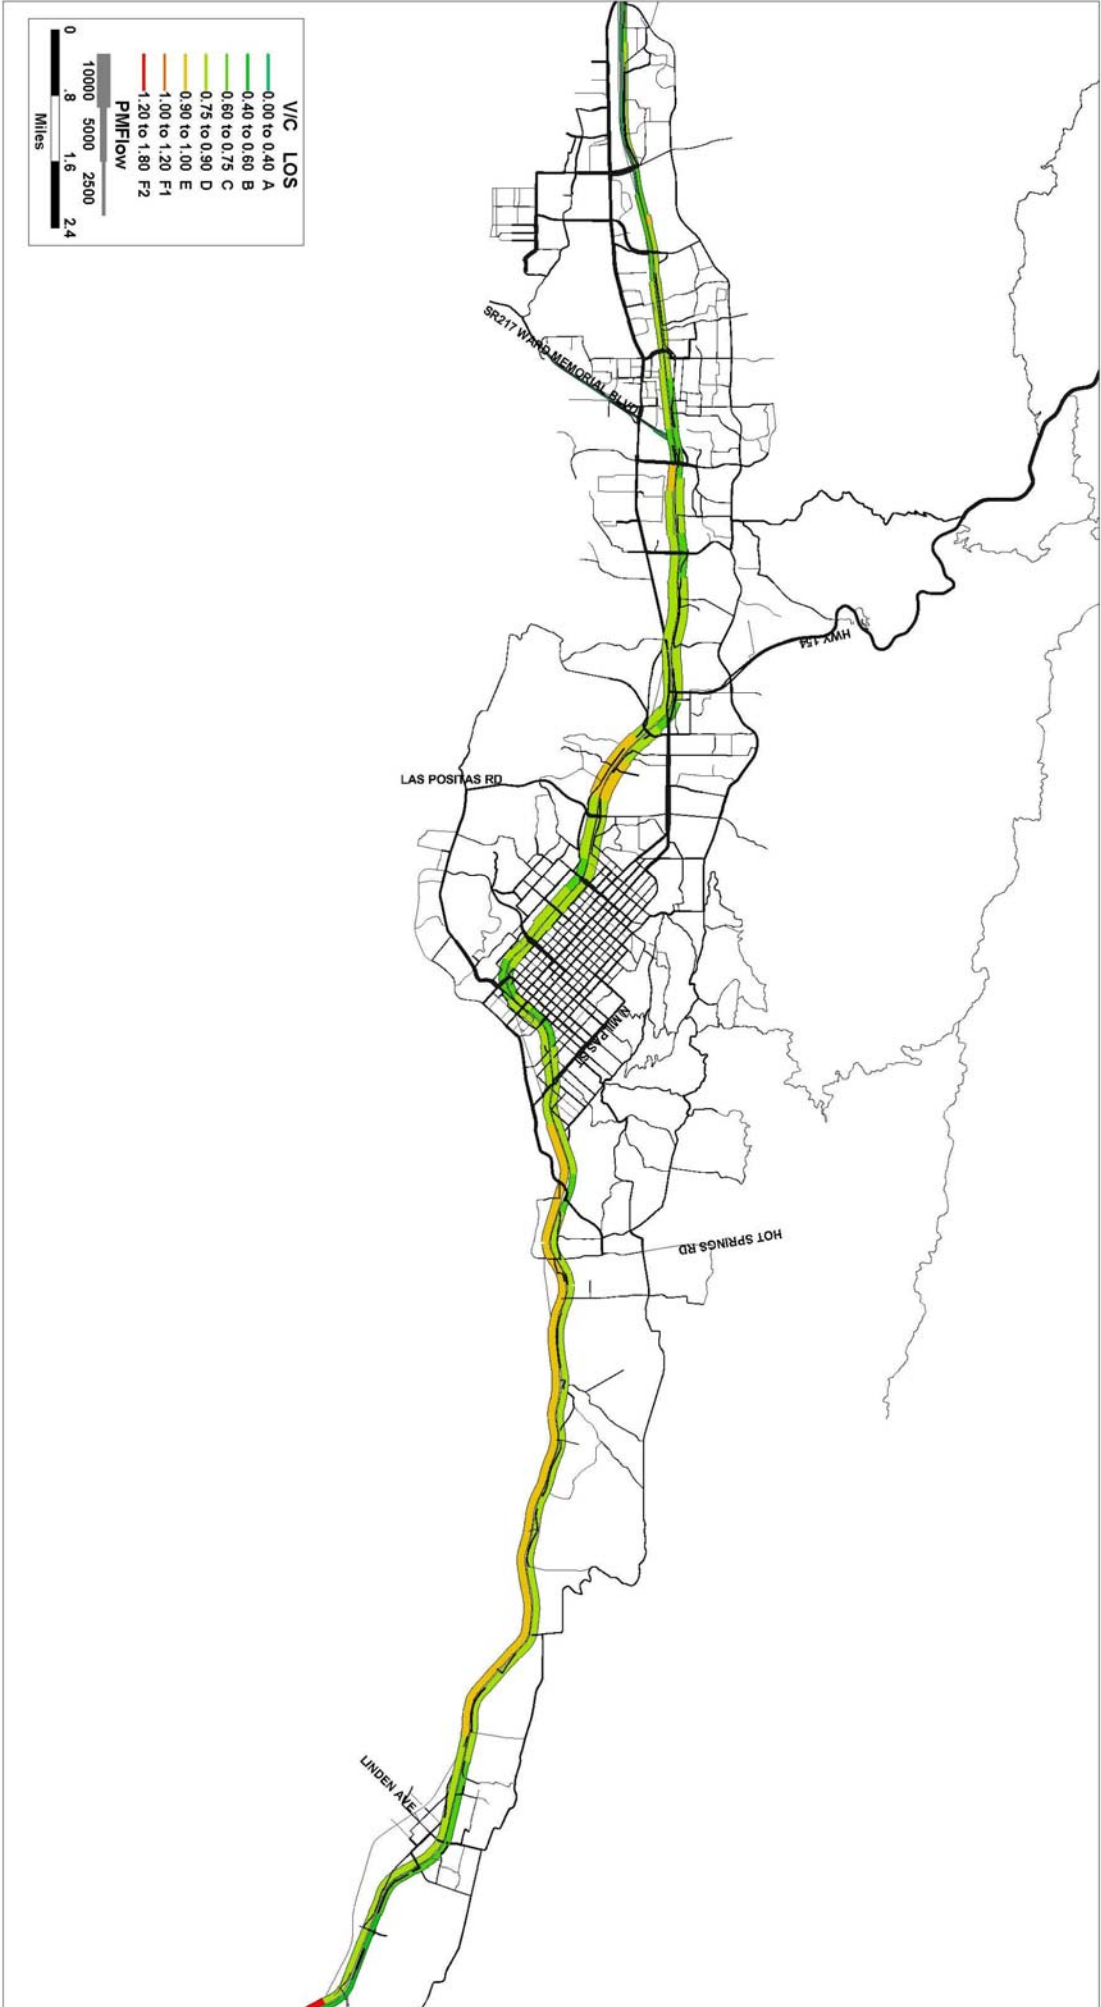 V/C LOS
0.00 to 0.40 A
0.40 to 0.60 B
0.60 to 0.75 C
0.75 to 0.90 D
0.90 to 1.00 E
1.00 to 1.20 F1
1.20 to 1.80 F2
PMFlow
10000 5000 2500
0 .8 1.6 2.4
Miles
SR217 WARD MEMORIAL BLVD
HWY 154
LAS POSITAS RD
N MILPAS ST
HOT SPRINGS RD
LINDEN AVE